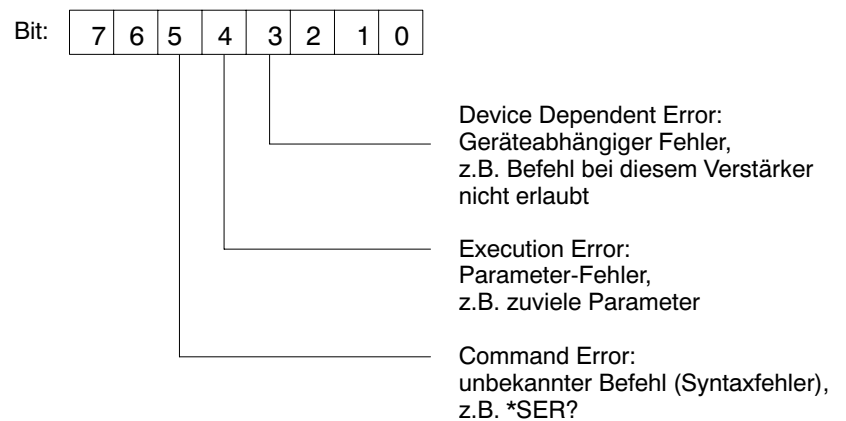 Bit: 7 6 5 4 3 2 1 0
Device Dependent Error:
Geräteabhängiger Fehler,
z.B. Befehl bei diesem Verstärker
nicht erlaubt
Execution Error:
Parameter-Fehler,
z.B. zuviele Parameter
Command Error:
unbekannter Befehl (Syntaxfehler),
z.B. *SER?